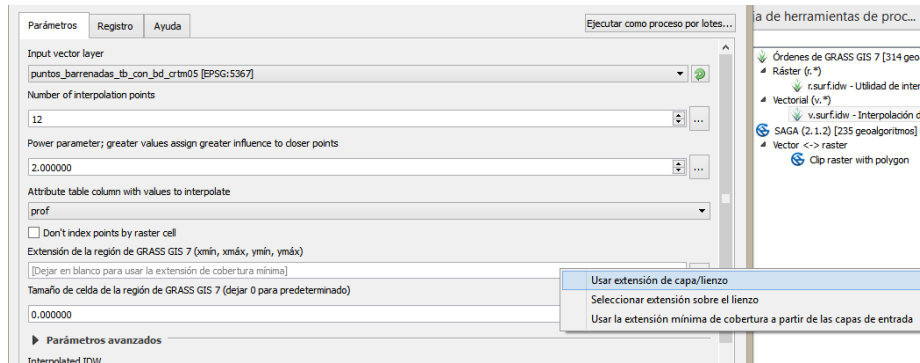 Parámetros
Registro
Ayuda
Ejecutar como proceso por lotes...
Input vector layer
puntos_barrenadas_tb_con_bd_crtm05 [EPSG:5367]
Number of interpolation points
12
...
Power parameter; greater values assign greater influence to closer points
2.000000
...
Attribute table column with values to interpolate
prof
Don't index points by raster cell
Extensión de la región de GRASS GIS 7 (xmín, xmáx, ymín, ymáx)
[Dejar en blanco para usar la extensión de cobertura mínima]
Tamaño de celda de la región de GRASS GIS 7 (dejar 0 para predeterminado)
0.000000
Parámetros avanzados
Interpolated IDW
Usar extensión de capa/lienzo
Seleccionar extensión sobre el lienzo
Usar la extensión mínima de cobertura a partir de las capas de entrada
ja de herramientas de proc...
Órdenes de GRASS GIS 7 [314 geo
Ráster (r.*)
r.surf.idw - Utilidad de inter
Vectorial (v.*)
v.surf.idw - Interpolación d
SAGA (2.1.2) [235 geoalgoritmos]
Vector <-> raster
Clip raster with polygon